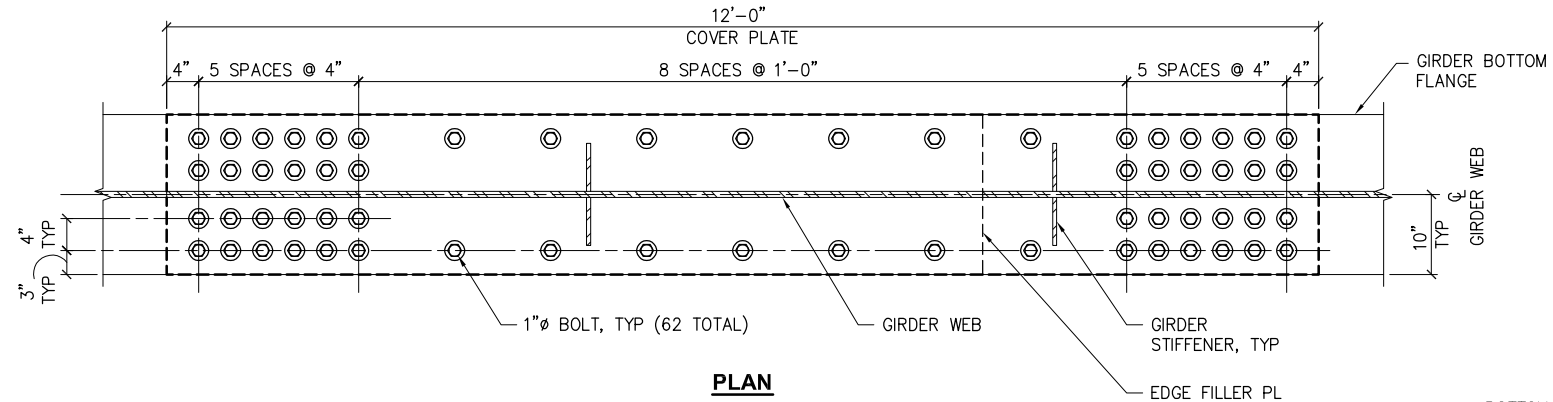 12'-0"
COVER PLATE
4"
5 SPACES @ 4"
8 SPACES @ 1'-0"
5 SPACES @ 4"
4"
GIRDER BOTTOM
FLANGE
4"
TYP
3"
TYP
10"
TYP
℄
GIRDER WEB
1"ø BOLT, TYP (62 TOTAL)
GIRDER WEB
GIRDER
STIFFENER, TYP
EDGE FILLER PL
PLAN